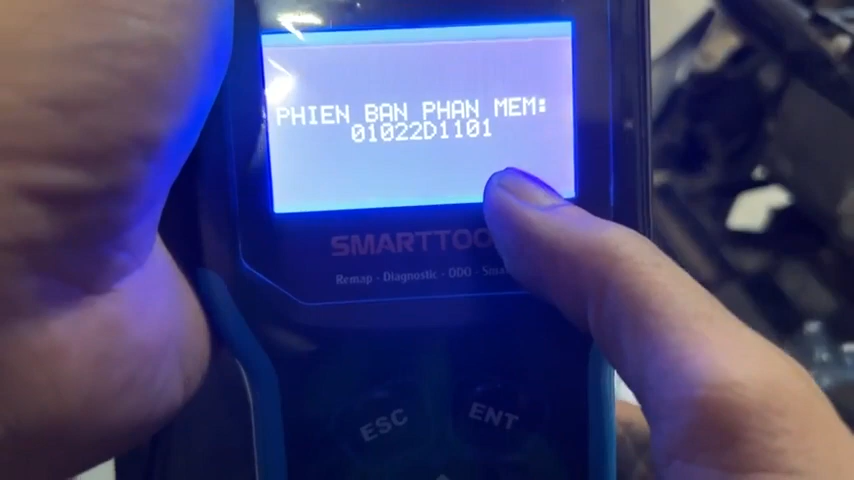 PHIEN BAN PHAN MEM:
01022D1101
SMARTTOO
Remap - Diagnostic - ODO - Sma
ESC
ENT